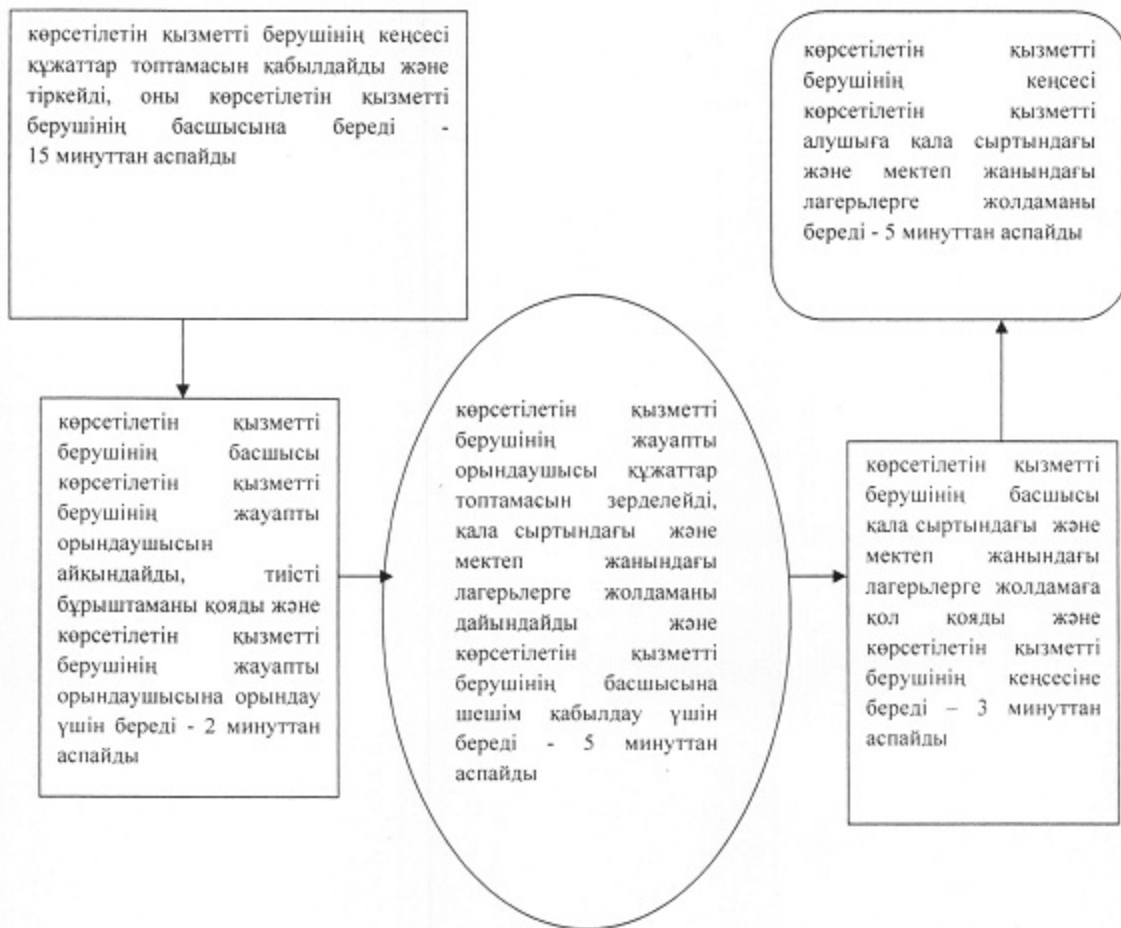 көрсетілетін қызметті берушінің кеңсесі
құжаттар топтамасын қабылдайды және
тіркейді, оны көрсетілетін қызметті
берушінің басшысына береді -
15 минуттан аспайды
көрсетілетін қызметті
берушінің басшысы
көрсетілетін қызметті
берушінің жауапты
орындаушысын
айқындайды, тиісті
бұрыштаманы қояды және
көрсетілетін қызметті
берушінің жауапты
орындаушысына орындау
үшін береді - 2 минуттан
аспайды
көрсетілетін қызметті
берушінің жауапты
орындаушысы құжаттар
топтамасын зерделейді,
қала сыртындағы және
мектеп жанындағы
лагерьлерге жолдаманы
дайындайды және
көрсетілетін қызметті
берушінің басшысына
шешім қабылдау үшін
береді - 5 минуттан
аспайды
көрсетілетін қызметті
берушінің басшысы
қала сыртындағы және
мектеп жанындағы
лагерьлерге жолдамаға
қол қояды және
көрсетілетін қызметті
берушінің кеңсесіне
береді – 3 минуттан
аспайды
көрсетілетін қызметті
берушінің кеңсесі
көрсетілетін қызметті
алушыға қала сыртындағы
және мектеп жанындағы
лагерьлерге жолдаманы
береді - 5 минуттан аспайды